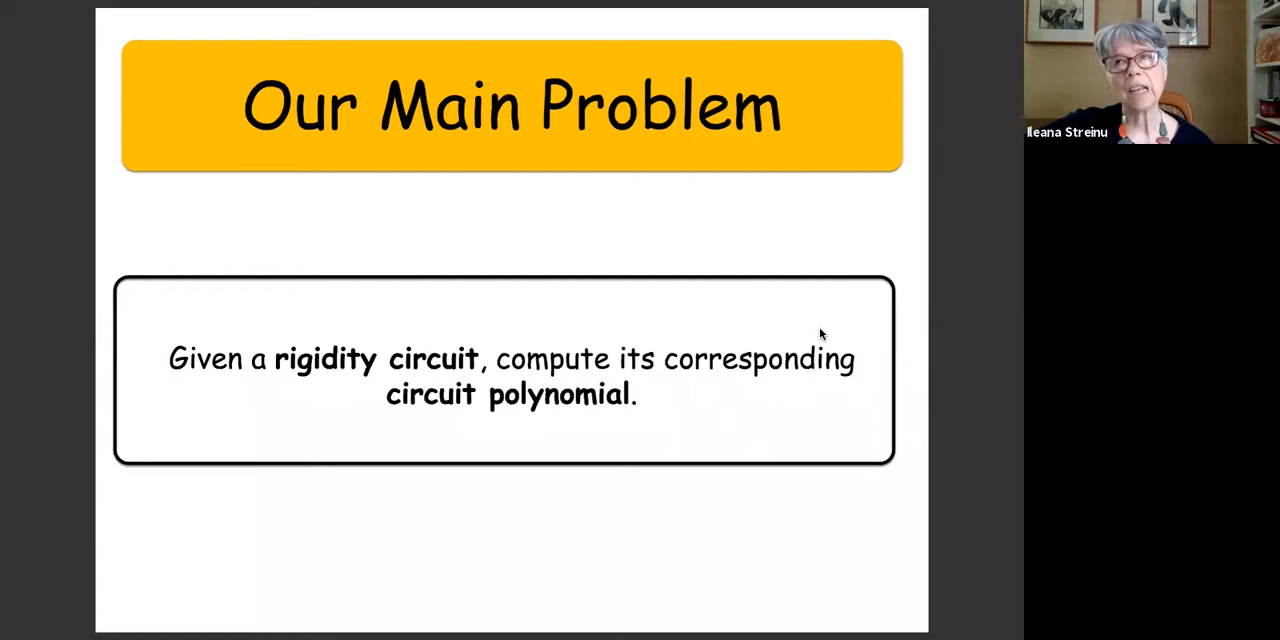 Our Main Problem
Ileana Streinu
Given a rigidity circuit, compute its corresponding
circuit polynomial.